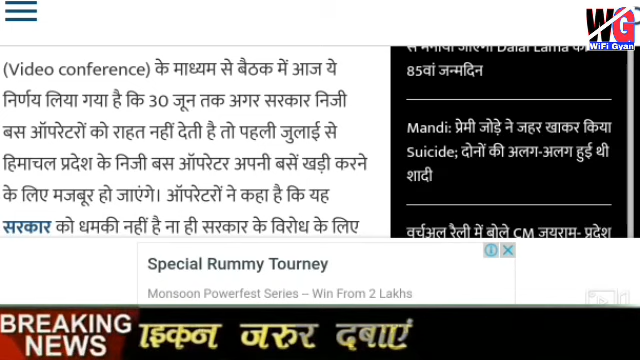 WG
WiFi Gyan
(Video conference) के माध्यम से बैठक में आज ये
निर्णय लिया गया है कि 30 जून तक अगर सरकार निजी
बस ऑपरेटरों को राहत नहीं देती है तो पहली जुलाई से
हिमाचल प्रदेश के निजी बस ऑपरेटर अपनी बसें खड़ी करने
के लिए मजबूर हो जाएंगे। ऑपरेटरों ने कहा है कि यह
सरकार को धमकी नहीं है ना ही सरकार के विरोध के लिए
से मनाया जाएगा Dalai Lama का
85वां जन्मदिन
Mandi: प्रेमी जोड़े ने जहर खाकर किया
Suicide; दोनों की अलग-अलग हुई थी
शादी
वर्चुअल रैली में बोले CM जयराम- प्रदेश
Special Rummy Tourney
Monsoon Powerfest Series – Win From 2 Lakhs
BREAKING
NEWS
इकन जरुर दबाएं